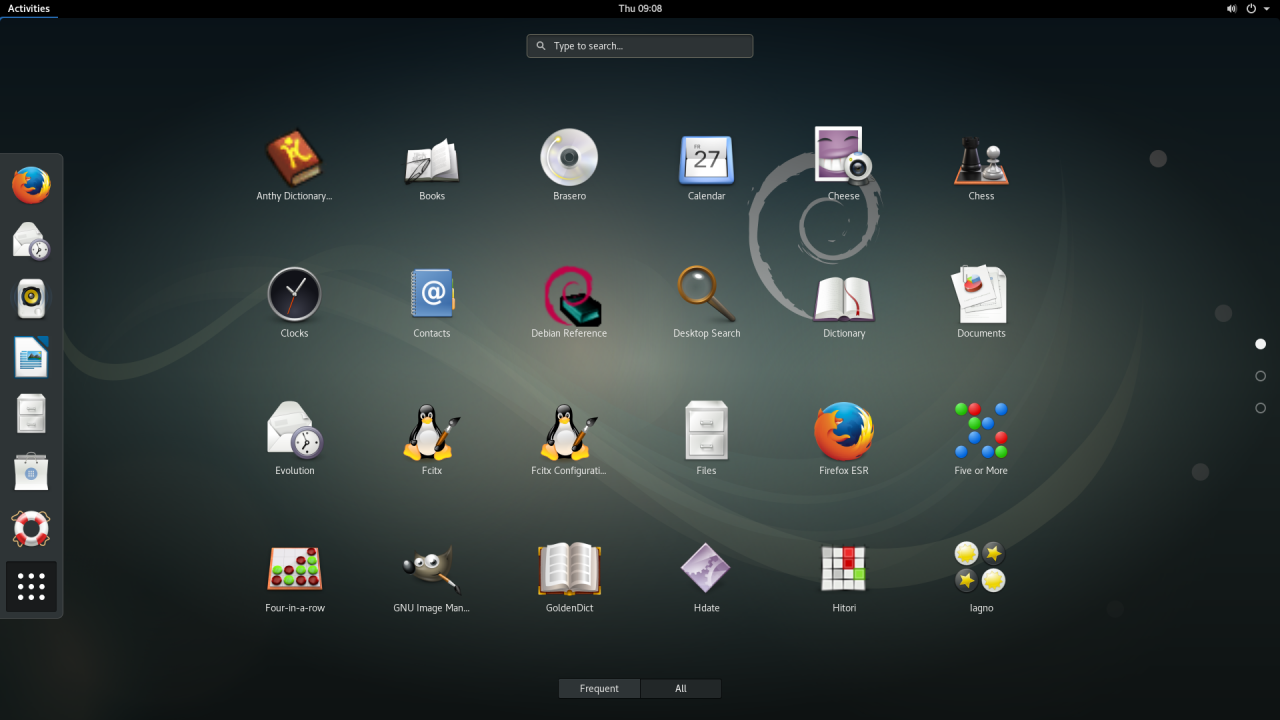 Activities
Thu 09:08
Type to search...
Anthy Dictionary...
Books
Brasero
FRI
27
Calendar
Cheese
Chess
Clocks
@
Contacts
Debian Reference
Desktop Search
Dictionary
Documents
Evolution
Fcitx
Fcitx Configurati...
Files
Firefox ESR
Five or More
Four-in-a-row
GNU Image Man...
GoldenDict
Hdate
Hitori
Iagno
Frequent
All